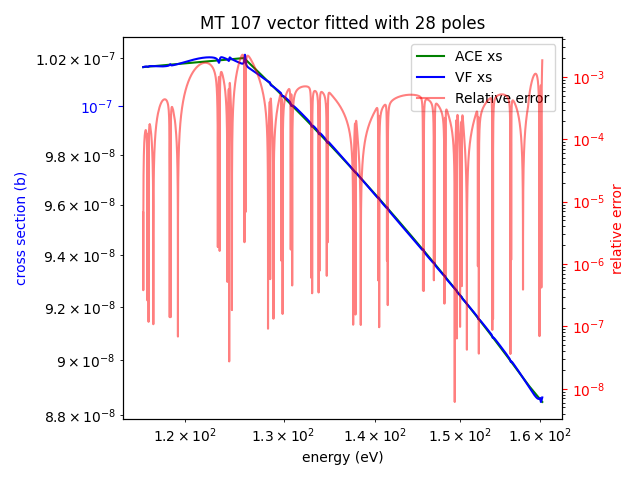 MT 107 vector fitted with 28 poles
ACE xs
VF xs
Relative error
cross section (b)
1.02 × 10⁻⁷
10⁻⁷
9.8 × 10⁻⁸
9.6 × 10⁻⁸
9.4 × 10⁻⁸
9.2 × 10⁻⁸
9 × 10⁻⁸
8.8 × 10⁻⁸
10⁻³
10⁻⁴
10⁻⁵
10⁻⁶
10⁻⁷
10⁻⁸
relative error
1.2 × 10² 1.3 × 10² 1.4 × 10² 1.5 × 10² 1.6 × 10²
energy (eV)